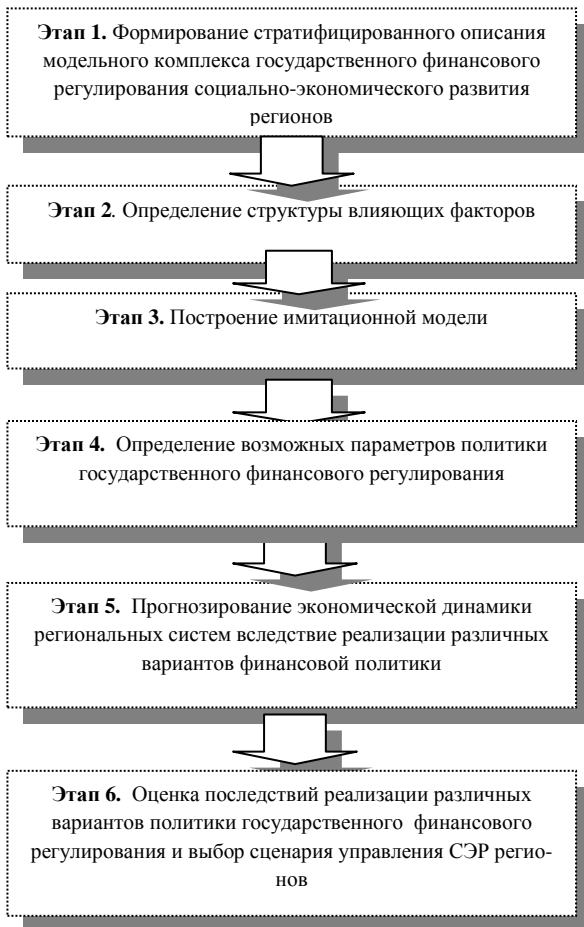 Этап 1. Формирование стратифицированного описания
модельного комплекса государственного финансового
регулирования социально-экономического развития
регионов
Этап 2. Определение структуры влияющих факторов
Этап 3. Построение имитационной модели
Этап 4. Определение возможных параметров политики
государственного финансового регулирования
Этап 5. Прогнозирование экономической динамики
региональных систем вследствие реализации различных
вариантов финансовой политики
Этап 6. Оценка последствий реализации различных
вариантов политики государственного финансового
регулирования и выбор сценария управления СЭР регио-
нов